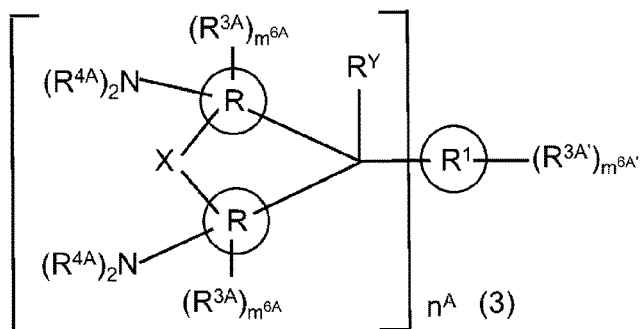 (R³ᴬ)m⁶ᴬ
(R⁴ᴬ)₂N R Rʸ
X R¹ (R³ᴬ')m⁶ᴬ'
R
(R⁴ᴬ)₂N
(R³ᴬ)m⁶ᴬ nᴬ (3)